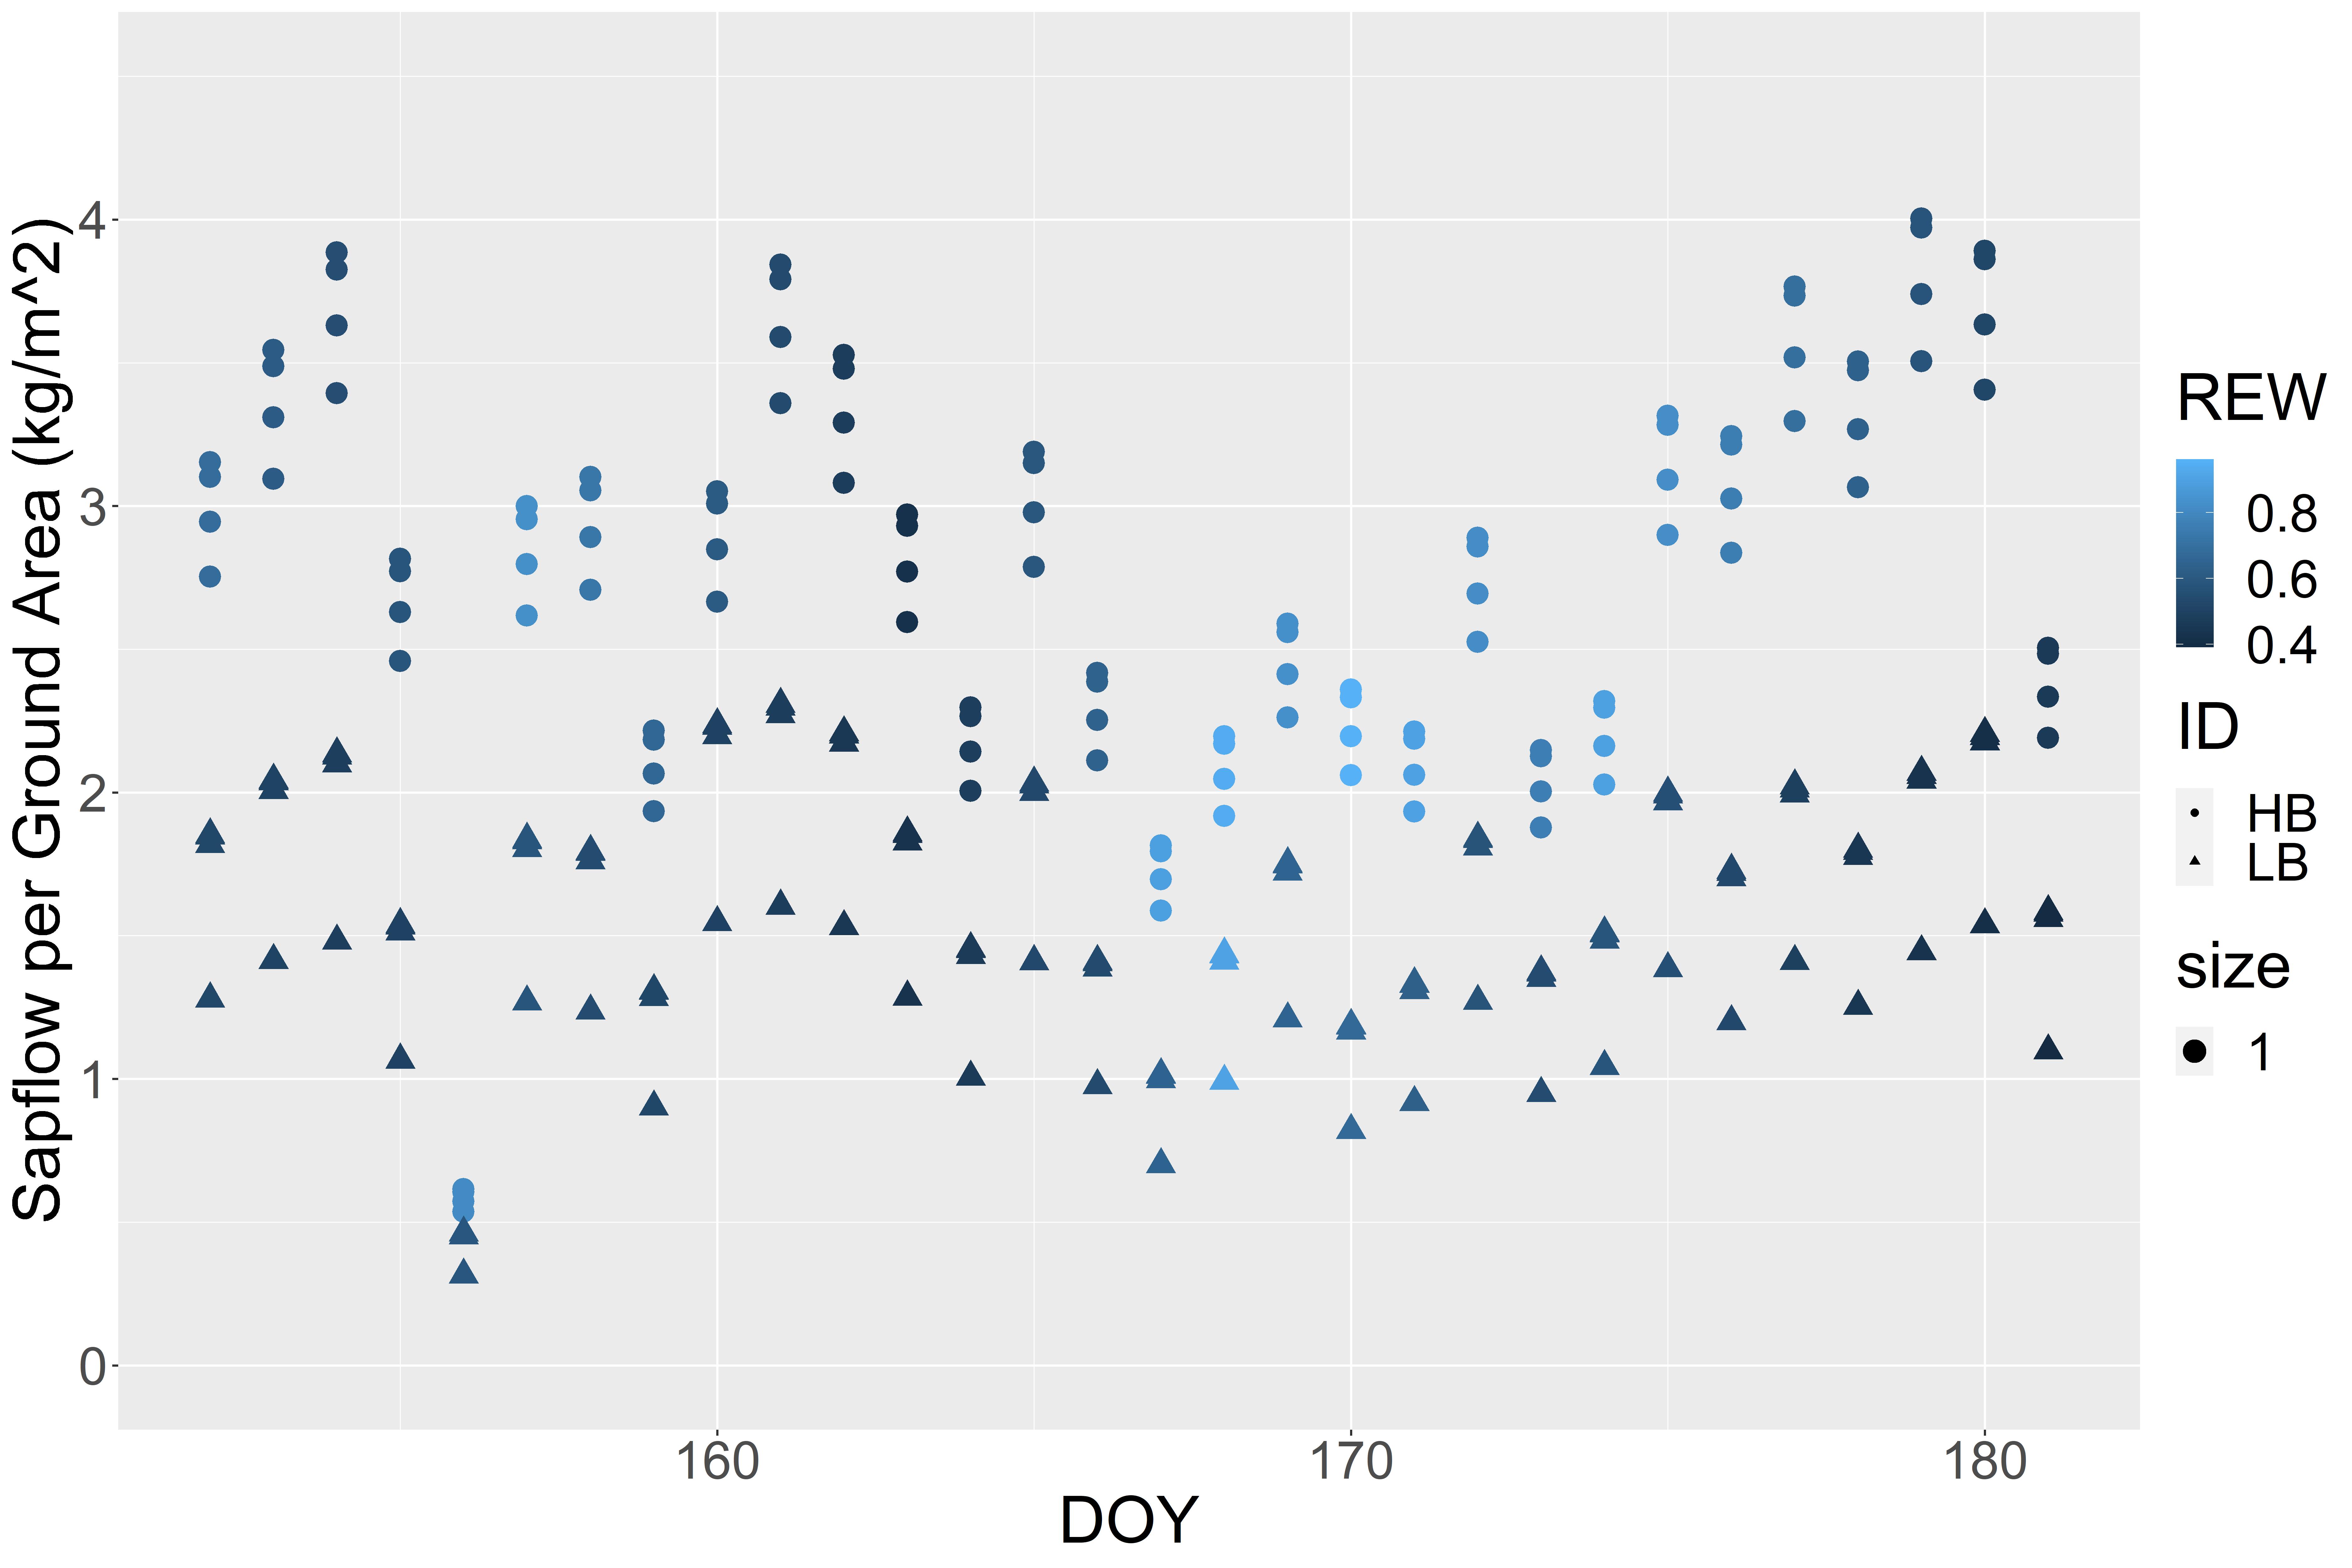 Sapflow per Ground Area (kg/m^2)
4
3
2
1
0
160
170
180
DOY
REW
0.8
0.6
0.4
ID
HB
LB
size
1